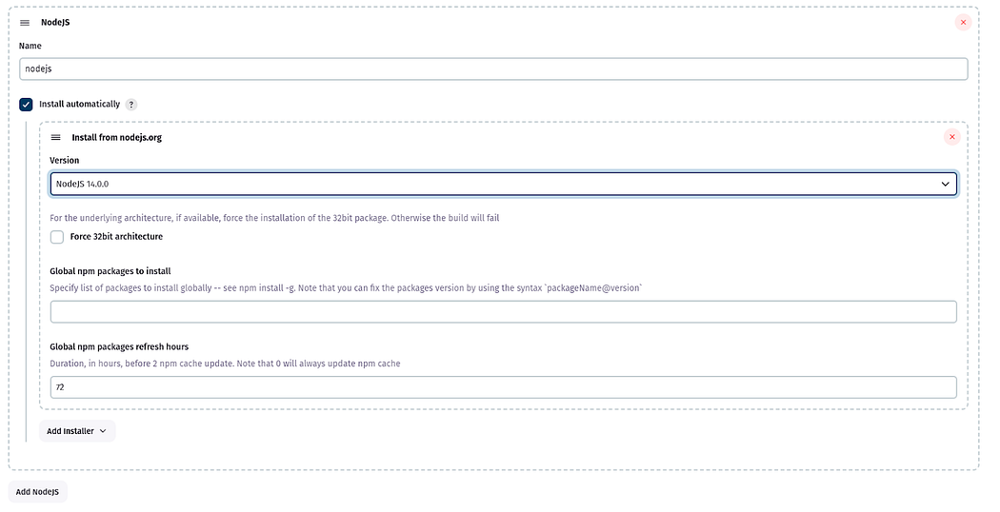 NodeJS
Name
nodejs
Install automatically ?
Install from nodejs.org
Version
NodeJS 14.0.0
For the underlying architecture, if available, force the installation of the 32bit package. Otherwise the build will fail
Force 32bit architecture
Global npm packages to install
Specify list of packages to install globally -- see npm install -g. Note that you can fix the packages version by using the syntax `packageName@version`
Global npm packages refresh hours
Duration, in hours, before 2 npm cache update. Note that 0 will always update npm cache
72
Add Installer
Add NodeJS